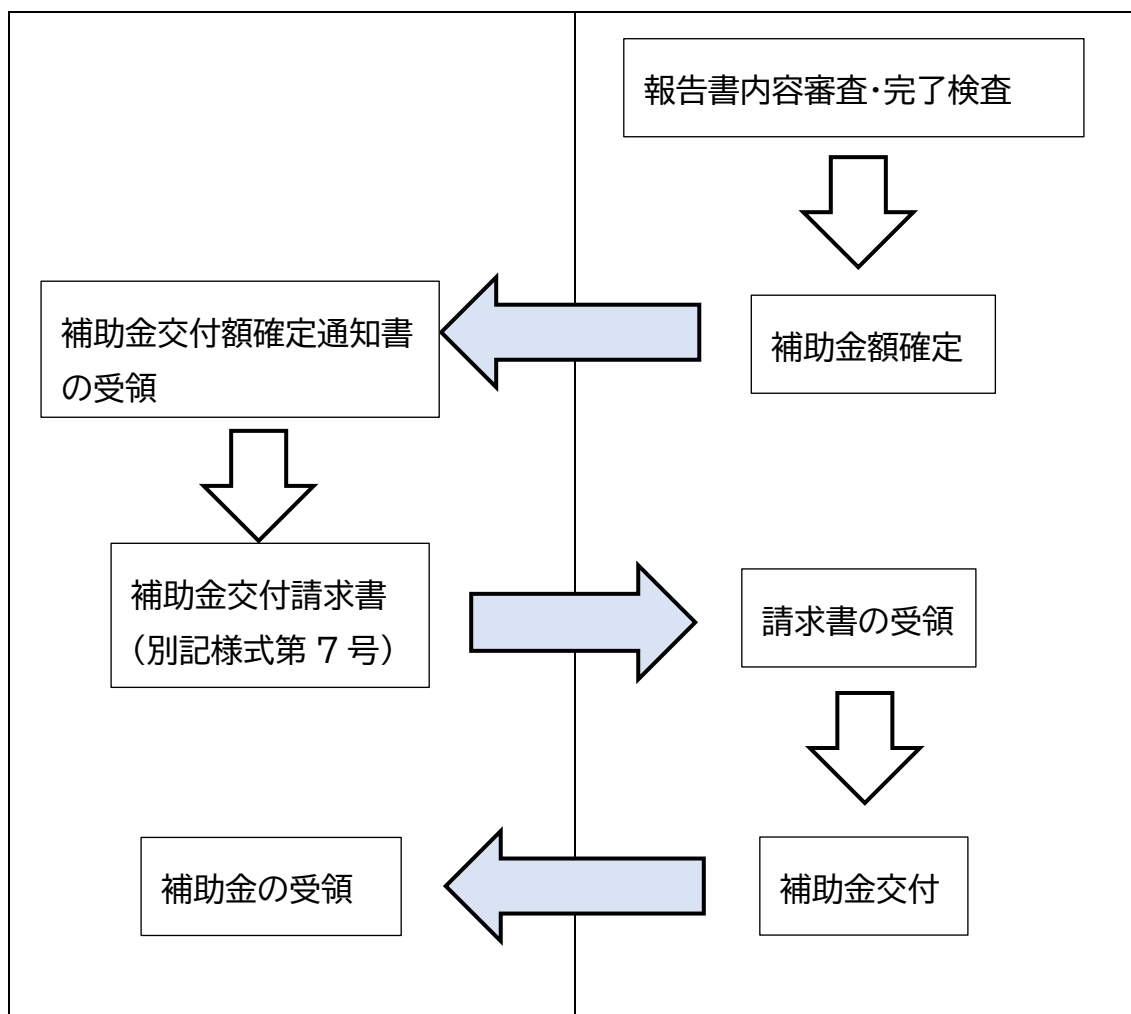 報告書内容審査・完了検査
補助金額確定
補助金交付額確定通知書
の受領
補助金交付請求書
（別記様式第 7 号）
請求書の受領
補助金交付
補助金の受領